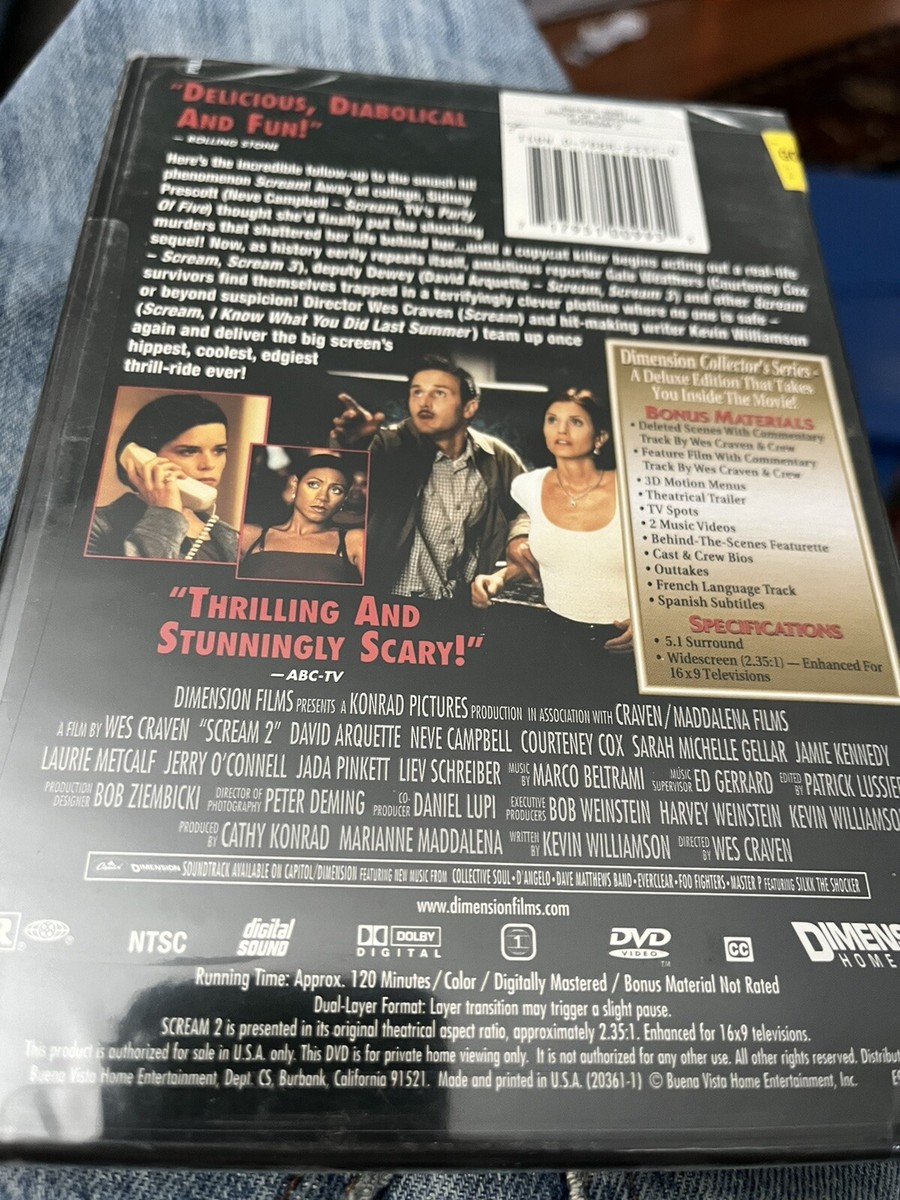 "DELICIOUS, DIABOLICAL
AND FUN!"
— ROLLING STONE
Here's the incredible follow-up to the smash hit
phenomenon Scream! Away at college, Sidney
Prescott (Neve Campbell – Scream, TV's Party
Of Five) thought she'd finally put the shocking
murders that shattered her life behind her...until a copycat killer begins acting out a real-life
sequel! Now, as history eerily repeats itself, ambitious reporter Gale Weathers (Courteney Cox
– Scream, Scream 3), deputy Dewey (David Arquette – Scream, Scream 3) and other Scream
survivors find themselves trapped in a terrifyingly clever plotline where no one is safe –
or beyond suspicion! Director Wes Craven (Scream) and hit-making writer Kevin Williamson
(Scream, I Know What You Did Last Summer) team up once
again and deliver the big screen's
hippest, coolest, edgiest
thrill-ride ever!
Dimension Collector's Series –
A Deluxe Edition That Takes
You Inside The Movie!
BONUS MATERIALS
• Deleted Scenes With Commentary
Track By Wes Craven & Crew
• Feature Film With Commentary
Track By Wes Craven & Crew
• 3D Motion Menus
• Theatrical Trailer
• TV Spots
• 2 Music Videos
• Behind-The-Scenes Featurette
• Cast & Crew Bios
• Outtakes
• French Language Track
• Spanish Subtitles
SPECIFICATIONS
• 5.1 Surround
• Widescreen (2.35:1) — Enhanced For
16x9 Televisions
"THRILLING AND
STUNNINGLY SCARY!"
—ABC-TV
DIMENSION FILMS PRESENTS A KONRAD PICTURES PRODUCTION IN ASSOCIATION WITH CRAVEN/MADDALENA FILMS
A FILM BY WES CRAVEN "SCREAM 2" DAVID ARQUETTE NEVE CAMPBELL COURTENEY COX SARAH MICHELLE GELLAR JAMIE KENNEDY
LAURIE METCALF JERRY O'CONNELL JADA PINKETT LIEV SCHREIBER MUSIC BY MARCO BELTRAMI MUSIC SUPERVISOR ED GERRARD EDITED BY PATRICK LUSSIER
PRODUCTION DESIGNER BOB ZIEMBICKI DIRECTOR OF PHOTOGRAPHY PETER DEMING CO-PRODUCER DANIEL LUPI EXECUTIVE PRODUCERS BOB WEINSTEIN HARVEY WEINSTEIN KEVIN WILLIAMSO
PRODUCED BY CATHY KONRAD MARIANNE MADDALENA WRITTEN BY KEVIN WILLIAMSON DIRECTED BY WES CRAVEN
Capitol DIMENSION SOUNDTRACK AVAILABLE ON CAPITOL/DIMENSION FEATURING NEW MUSIC FROM COLLECTIVE SOUL • D'ANGELO • DAVE MATTHEWS BAND • EVERCLEAR • FOO FIGHTERS • MASTER P FEATURING SILKK THE SHOCKER
www.dimensionfilms.com
R NTSC digital SOUND DOLBY DIGITAL 1 DVD VIDEO TM CC DIMENS
HOME
Running Time: Approx. 120 Minutes / Color / Digitally Mastered / Bonus Material Not Rated
Dual-Layer Format: Layer transition may trigger a slight pause.
SCREAM 2 is presented in its original theatrical aspect ratio, approximately 2.35:1. Enhanced for 16x9 televisions.
This product is authorized for sale in U.S.A. only. This DVD is for private home viewing only. It is not authorized for any other use. All other rights reserved. Distribut
Buena Vista Home Entertainment, Dept. CS, Burbank, California 91521. Made and printed in U.S.A. (20361-1) © Buena Vista Home Entertainment, Inc.